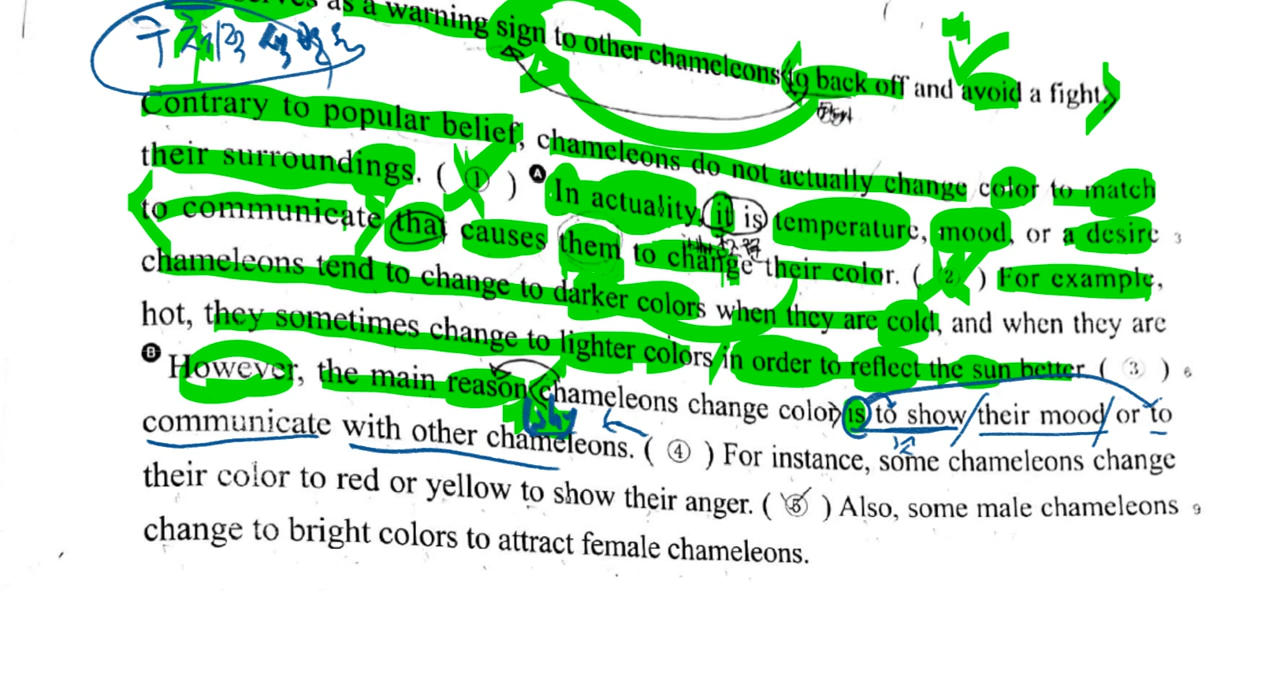 as a warning sign to other chameleons to back off and avoid a fight.
Contrary to popular belief, chameleons do not actually change color to match
their surroundings. ( ① ) Ⓐ In actuality, it is temperature, mood, or a desire 3
to communicate that causes them to change their color. ( 2 ) For example,
chameleons tend to change to darker colors when they are cold, and when they are
hot, they sometimes change to lighter colors in order to reflect the sun better ( ③ ) 6
Ⓑ However, the main reason chameleons change color is to show their mood or to
communicate with other chameleons. ( ④ ) For instance, some chameleons change
their color to red or yellow to show their anger. ( ⑤ ) Also, some male chameleons 9
change to bright colors to attract female chameleons.